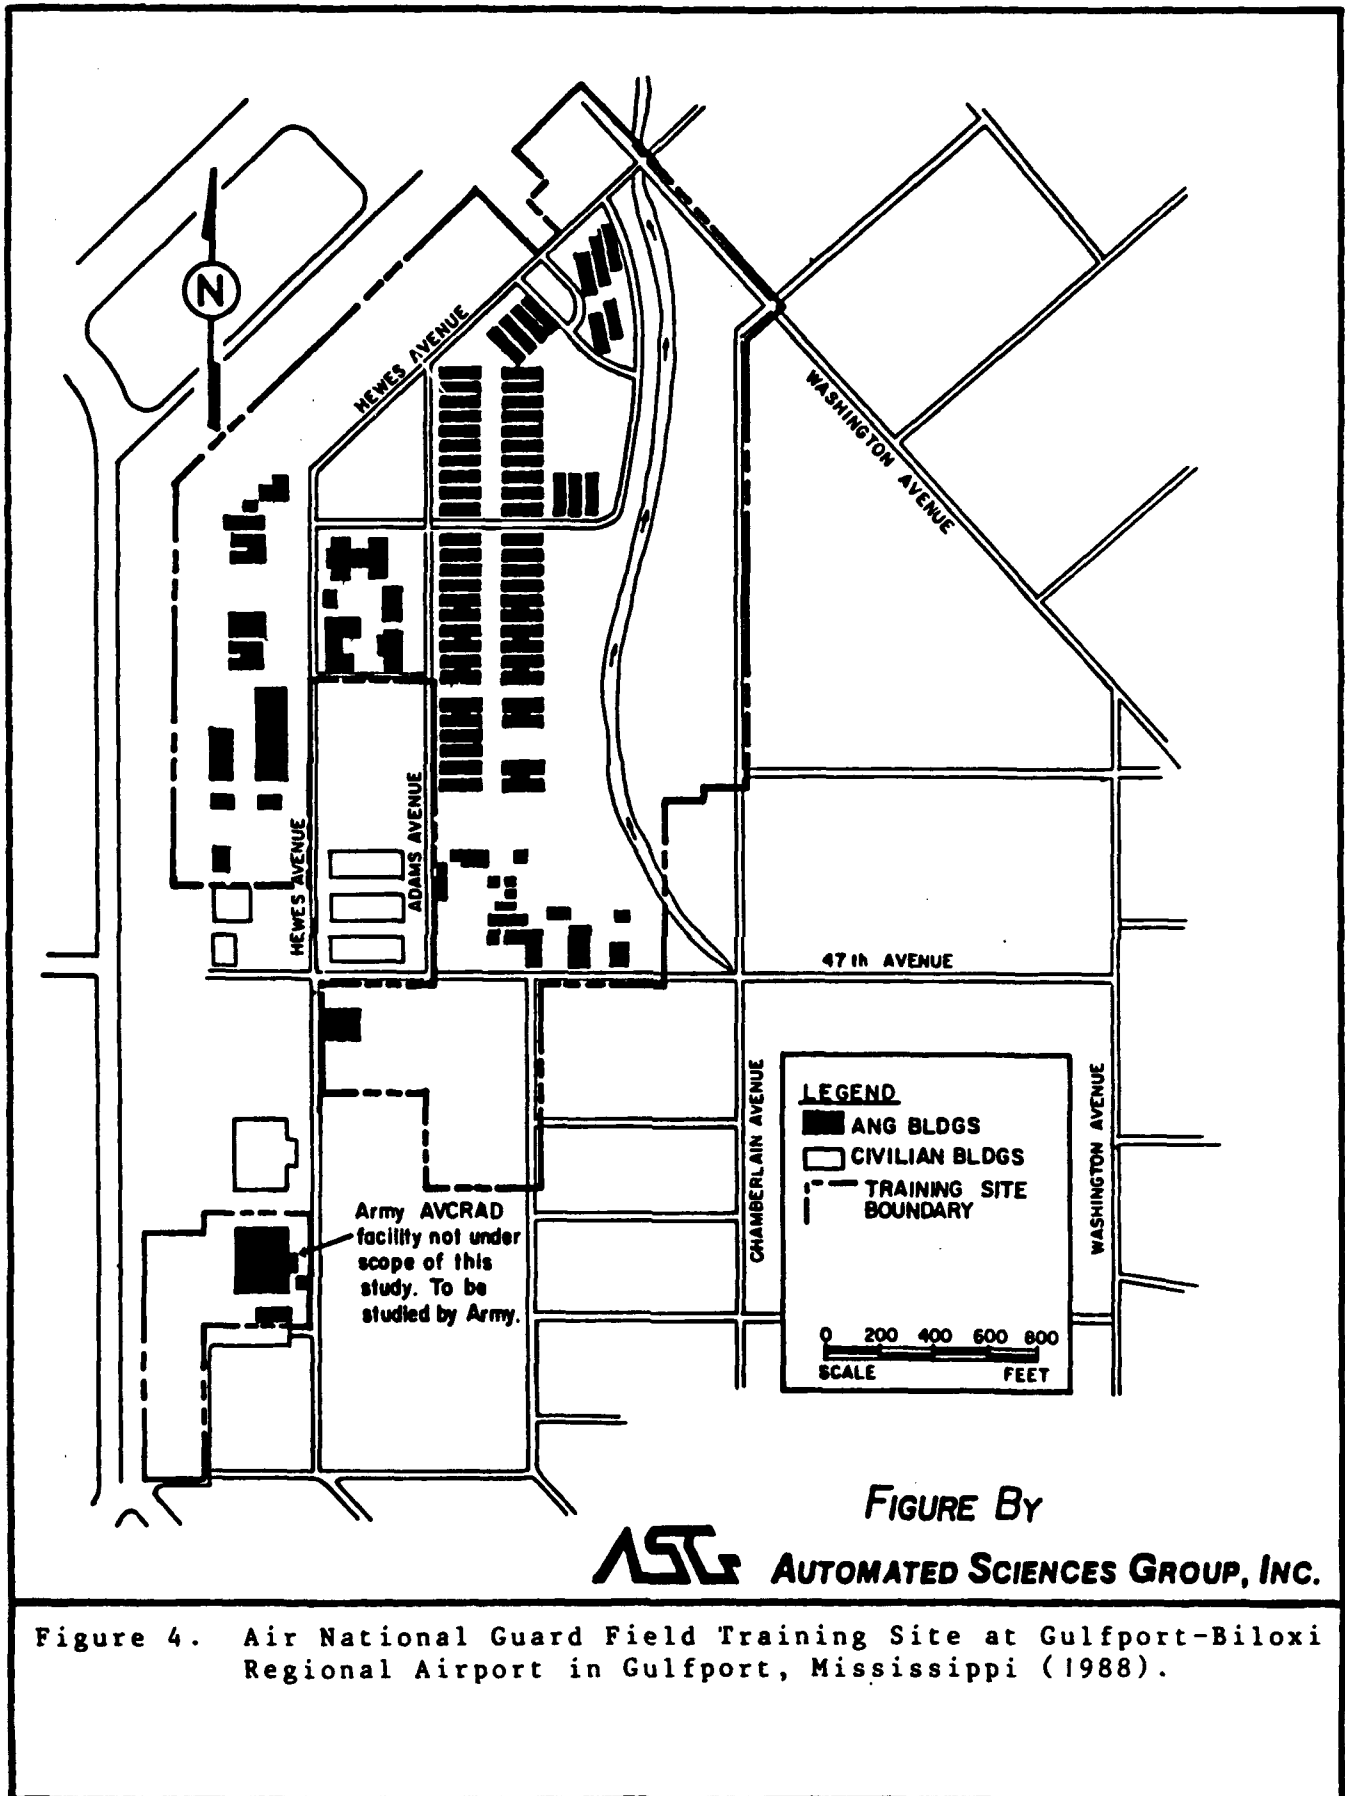 N
HEWES AVENUE
WASHINGTON AVENUE
HEWES AVENUE
ADAMS AVENUE
47th AVENUE
CHAMBERLAIN AVENUE
WASHINGTON AVENUE
LEGEND
ANG BLDGS
CIVILIAN BLDGS
TRAINING SITE
BOUNDARY
0 200 400 600 800
SCALE FEET
Army AVCRAD
facility not under
scope of this
study. To be
studied by Army.
FIGURE BY
ASG AUTOMATED SCIENCES GROUP, INC.
Figure 4. Air National Guard Field Training Site at Gulfport-Biloxi
Regional Airport in Gulfport, Mississippi (1988).